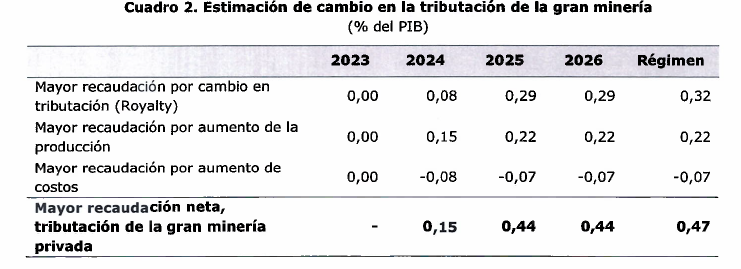 Cuadro 2. Estimación de cambio en la tributación de la gran minería
(% del PIB)
2023 2024 2025 2026 Régimen
Mayor recaudación por cambio en
tributación (Royalty) 0,00 0,08 0,29 0,29 0,32
Mayor recaudación por aumento de la
producción 0,00 0,15 0,22 0,22 0,22
Mayor recaudación por aumento de
costos 0,00 -0,08 -0,07 -0,07 -0,07
Mayor recaudación neta,
tributación de la gran minería - 0,15 0,44 0,44 0,47
privada